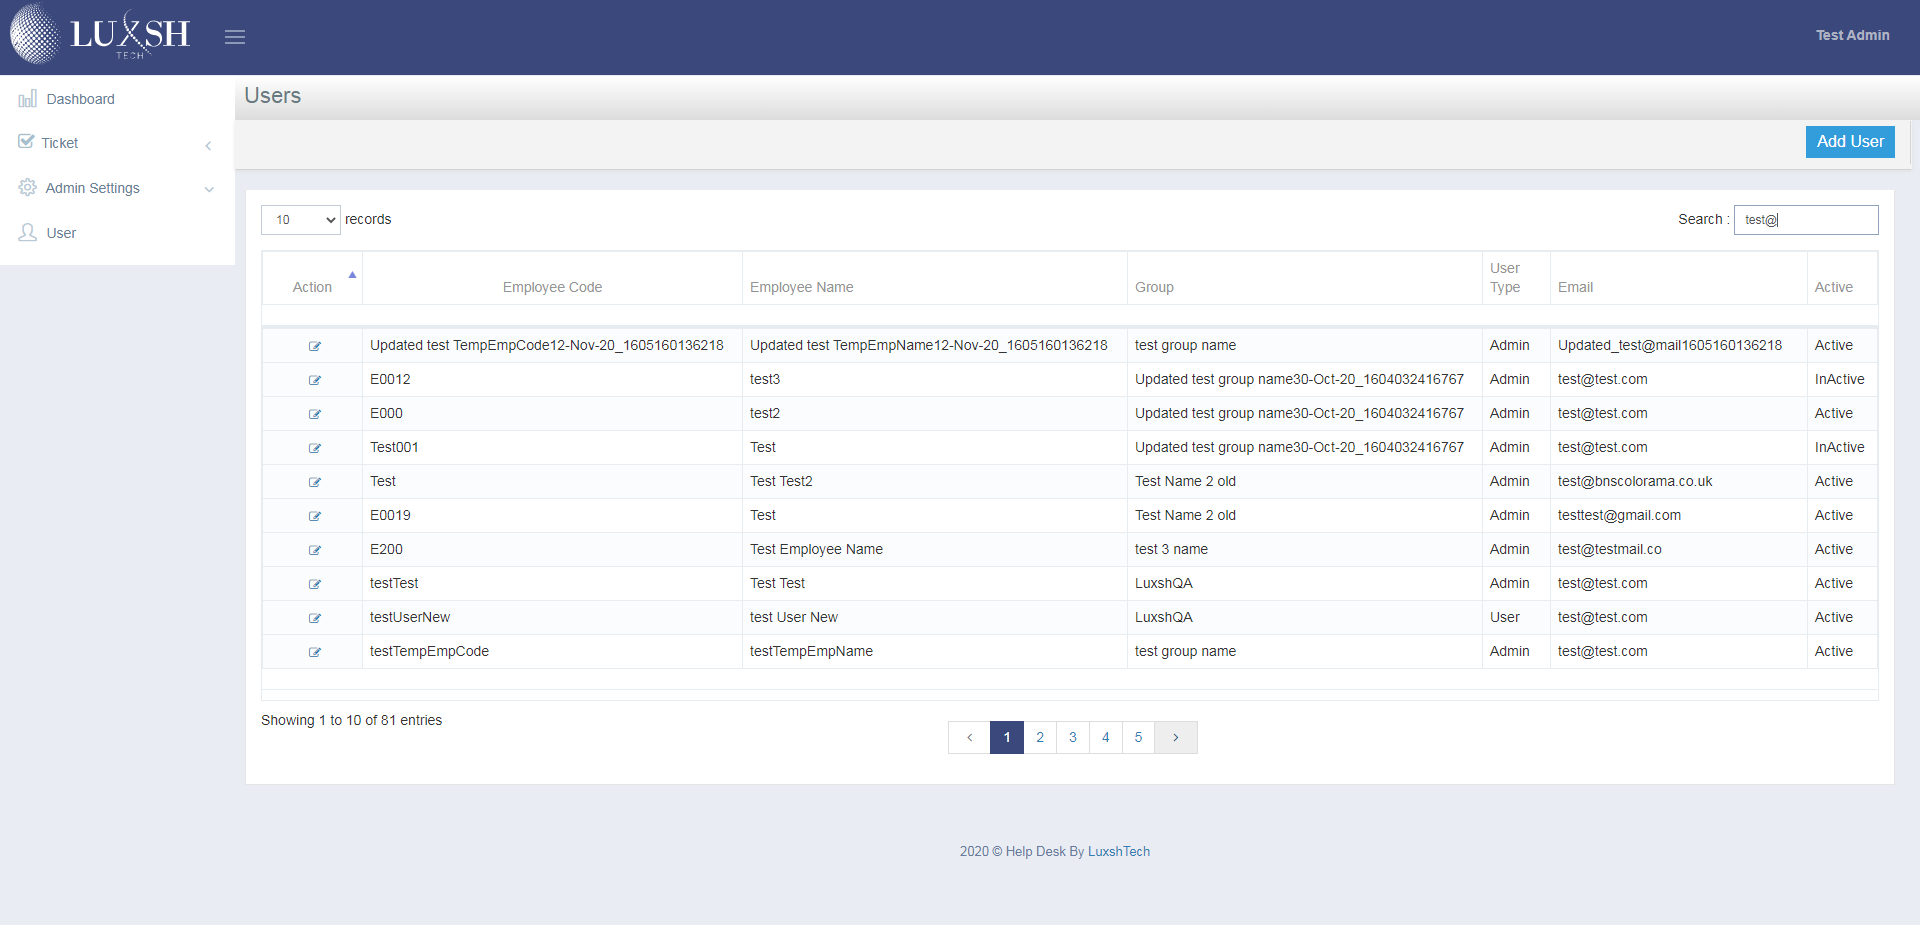 LUXSH
TECH
Test Admin
Dashboard
Ticket
Admin Settings
User
Users
Add User
10 records
Search : test@
Action Employee Code Employee Name Group User Type Email Active
Updated test TempEmpCode12-Nov-20_1605160136218 Updated test TempEmpName12-Nov-20_1605160136218 test group name Admin Updated_test@mail1605160136218 Active
E0012 test3 Updated test group name30-Oct-20_1604032416767 Admin test@test.com InActive
E000 test2 Updated test group name30-Oct-20_1604032416767 Admin test@test.com Active
Test001 Test Updated test group name30-Oct-20_1604032416767 Admin test@test.com InActive
Test Test Test2 Test Name 2 old Admin test@bnscolorama.co.uk Active
E0019 Test Test Name 2 old Admin testtest@gmail.com Active
E200 Test Employee Name test 3 name Admin test@testmail.co Active
testTest Test Test LuxshQA Admin test@test.com Active
testUserNew test User New LuxshQA User test@test.com Active
testTempEmpCode testTempEmpName test group name Admin test@test.com Active
Showing 1 to 10 of 81 entries
< 1 2 3 4 5 >
2020 © Help Desk By LuxshTech